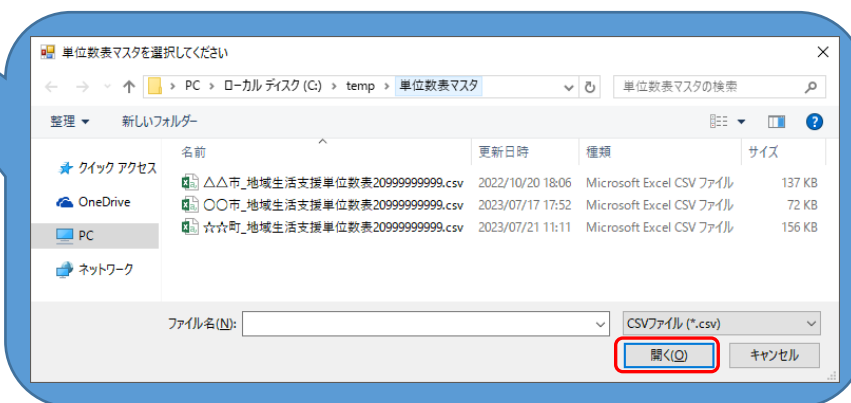 単位数表マスタを選択してください
PC > ローカル ディスク (C:) > temp > 単位数表マスタ
単位数表マスタの検索
整理 新しいフォルダー
名前 更新日時 種類 サイズ
クイック アクセス
OneDrive
PC
ネットワーク
△△市_地域生活支援単位数表20999999999.csv 2022/10/20 18:06 Microsoft Excel CSV ファイル 137 KB
○○市_地域生活支援単位数表20999999999.csv 2023/07/17 17:52 Microsoft Excel CSV ファイル 72 KB
☆☆町_地域生活支援単位数表20999999999.csv 2023/07/21 11:11 Microsoft Excel CSV ファイル 156 KB
ファイル名(N):
CSVファイル (*.csv)
開く(O) キャンセル